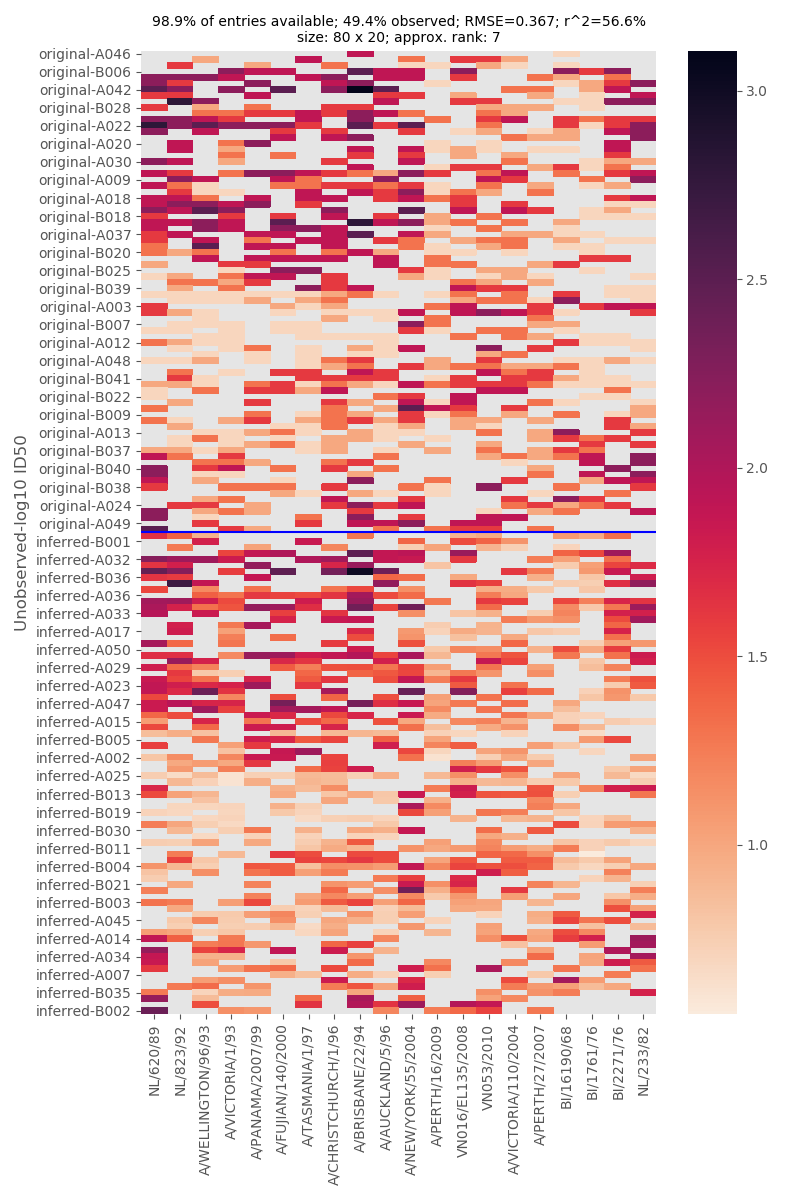 98.9% of entries available; 49.4% observed; RMSE=0.367; r^2=56.6%
size: 80 x 20; approx. rank: 7
Unobserved-log10 ID50
original-A046
original-B006
original-A042
original-B028
original-A022
original-A020
original-A030
original-A009
original-A018
original-B018
original-A037
original-B020
original-B025
original-B039
original-A003
original-B007
original-A012
original-A048
original-B041
original-B022
original-B009
original-A013
original-B037
original-B040
original-B038
original-A024
original-A049
inferred-B001
inferred-A032
inferred-B036
inferred-A036
inferred-A033
inferred-A017
inferred-A050
inferred-A029
inferred-A023
inferred-A047
inferred-A015
inferred-B005
inferred-A002
inferred-A025
inferred-B013
inferred-B019
inferred-B030
inferred-B011
inferred-B004
inferred-B021
inferred-B003
inferred-A045
inferred-A014
inferred-A034
inferred-A007
inferred-B035
inferred-B002
NL/620/89
NL/823/92
A/WELLINGTON/96/93
A/VICTORIA/1/93
A/PANAMA/2007/99
A/FUJIAN/140/2000
A/TASMANIA/1/97
A/CHRISTCHURCH/1/96
A/BRISBANE/22/94
A/AUCKLAND/5/96
A/NEW/YORK/55/2004
A/PERTH/16/2009
VN016/EL135/2008
VN053/2010
A/VICTORIA/110/2004
A/PERTH/27/2007
BI/16190/68
BI/1761/76
BI/2271/76
NL/233/82
3.0
2.5
2.0
1.5
1.0